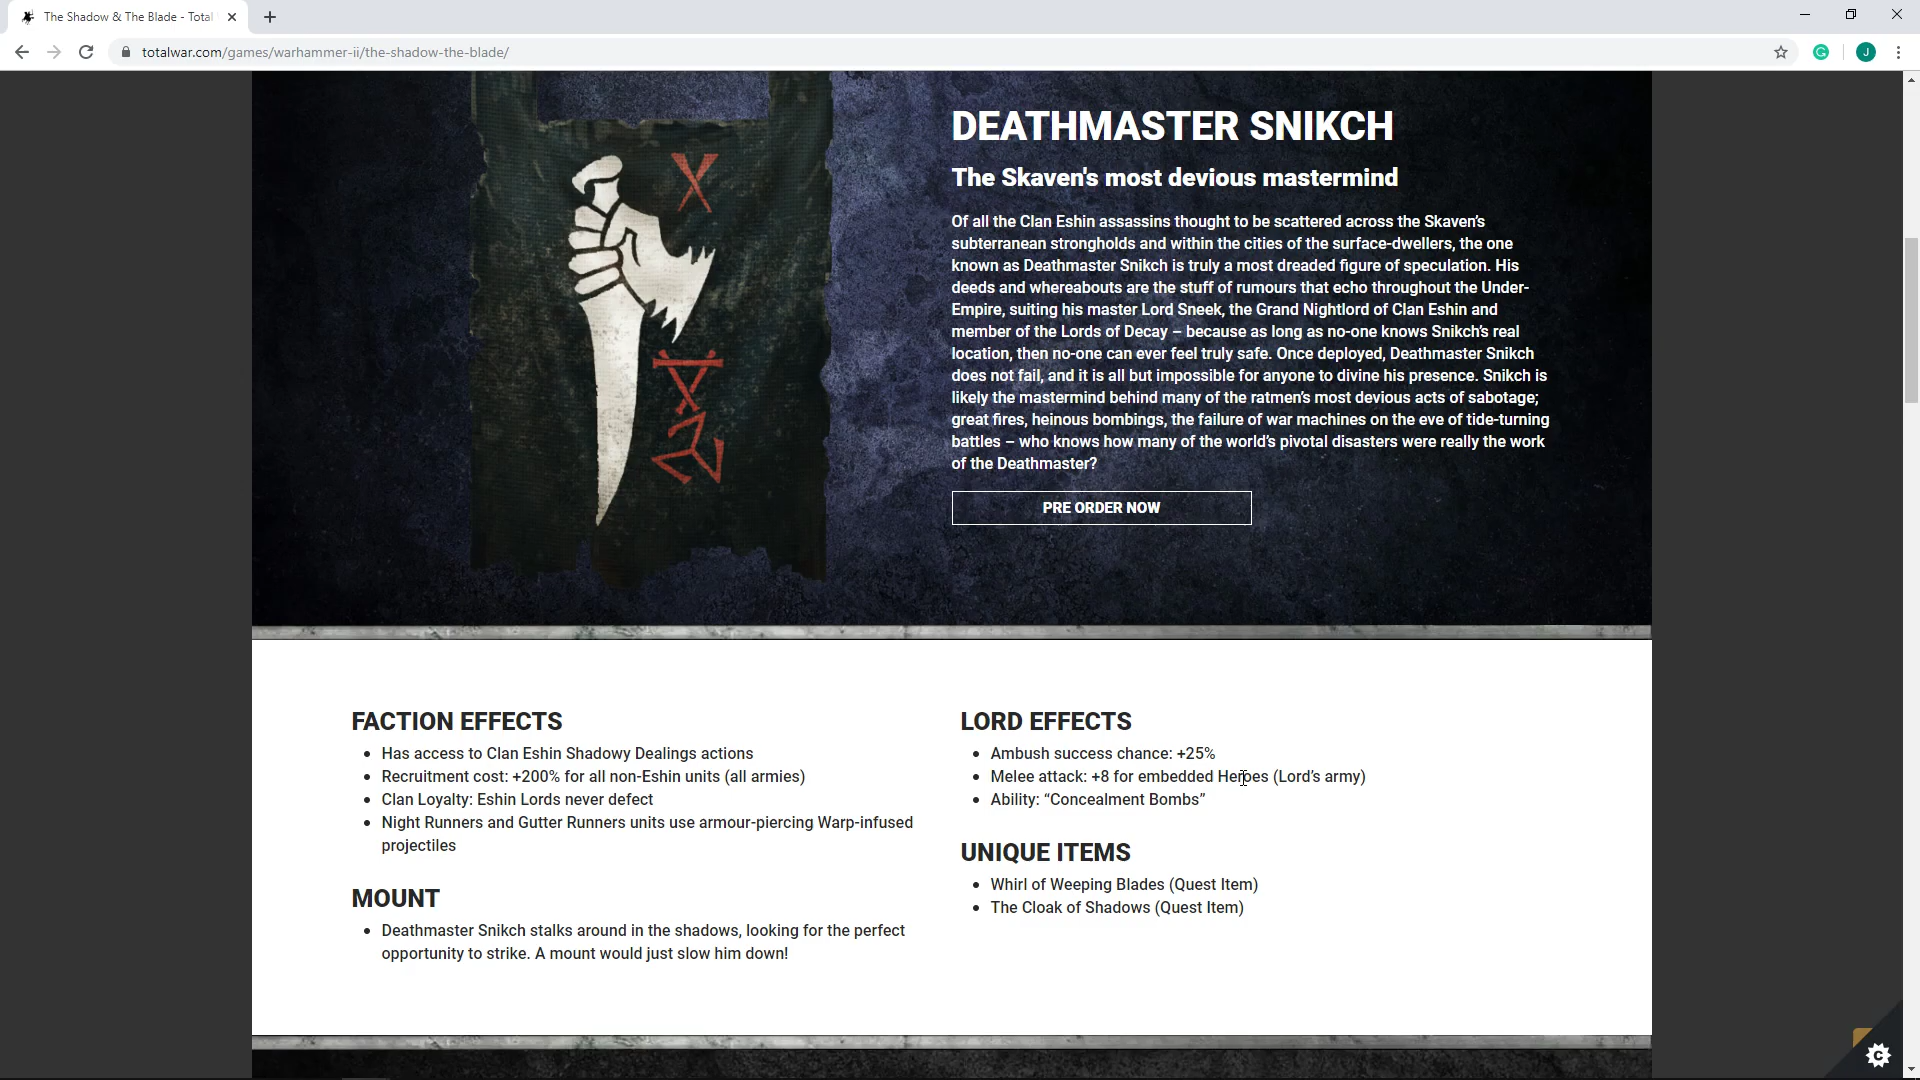 The Shadow & The Blade - Total
totalwar.com/games/warhammer-ii/the-shadow-the-blade/
G
J
DEATHMASTER SNIKCH
The Skaven's most devious mastermind
Of all the Clan Eshin assassins thought to be scattered across the Skaven’s
subterranean strongholds and within the cities of the surface-dwellers, the one
known as Deathmaster Snikch is truly a most dreaded figure of speculation. His
deeds and whereabouts are the stuff of rumours that echo throughout the Under-
Empire, suiting his master Lord Sneek, the Grand Nightlord of Clan Eshin and
member of the Lords of Decay – because as long as no-one knows Snikch’s real
location, then no-one can ever feel truly safe. Once deployed, Deathmaster Snikch
does not fail, and it is all but impossible for anyone to divine his presence. Snikch is
likely the mastermind behind many of the ratmen’s most devious acts of sabotage;
great fires, heinous bombings, the failure of war machines on the eve of tide-turning
battles – who knows how many of the world’s pivotal disasters were really the work
of the Deathmaster?
PRE ORDER NOW
FACTION EFFECTS
• Has access to Clan Eshin Shadowy Dealings actions
• Recruitment cost: +200% for all non-Eshin units (all armies)
• Clan Loyalty: Eshin Lords never defect
• Night Runners and Gutter Runners units use armour-piercing Warp-infused
projectiles
MOUNT
• Deathmaster Snikch stalks around in the shadows, looking for the perfect
opportunity to strike. A mount would just slow him down!
LORD EFFECTS
• Ambush success chance: +25%
• Melee attack: +8 for embedded Heroes (Lord’s army)
• Ability: “Concealment Bombs”
UNIQUE ITEMS
• Whirl of Weeping Blades (Quest Item)
• The Cloak of Shadows (Quest Item)
C